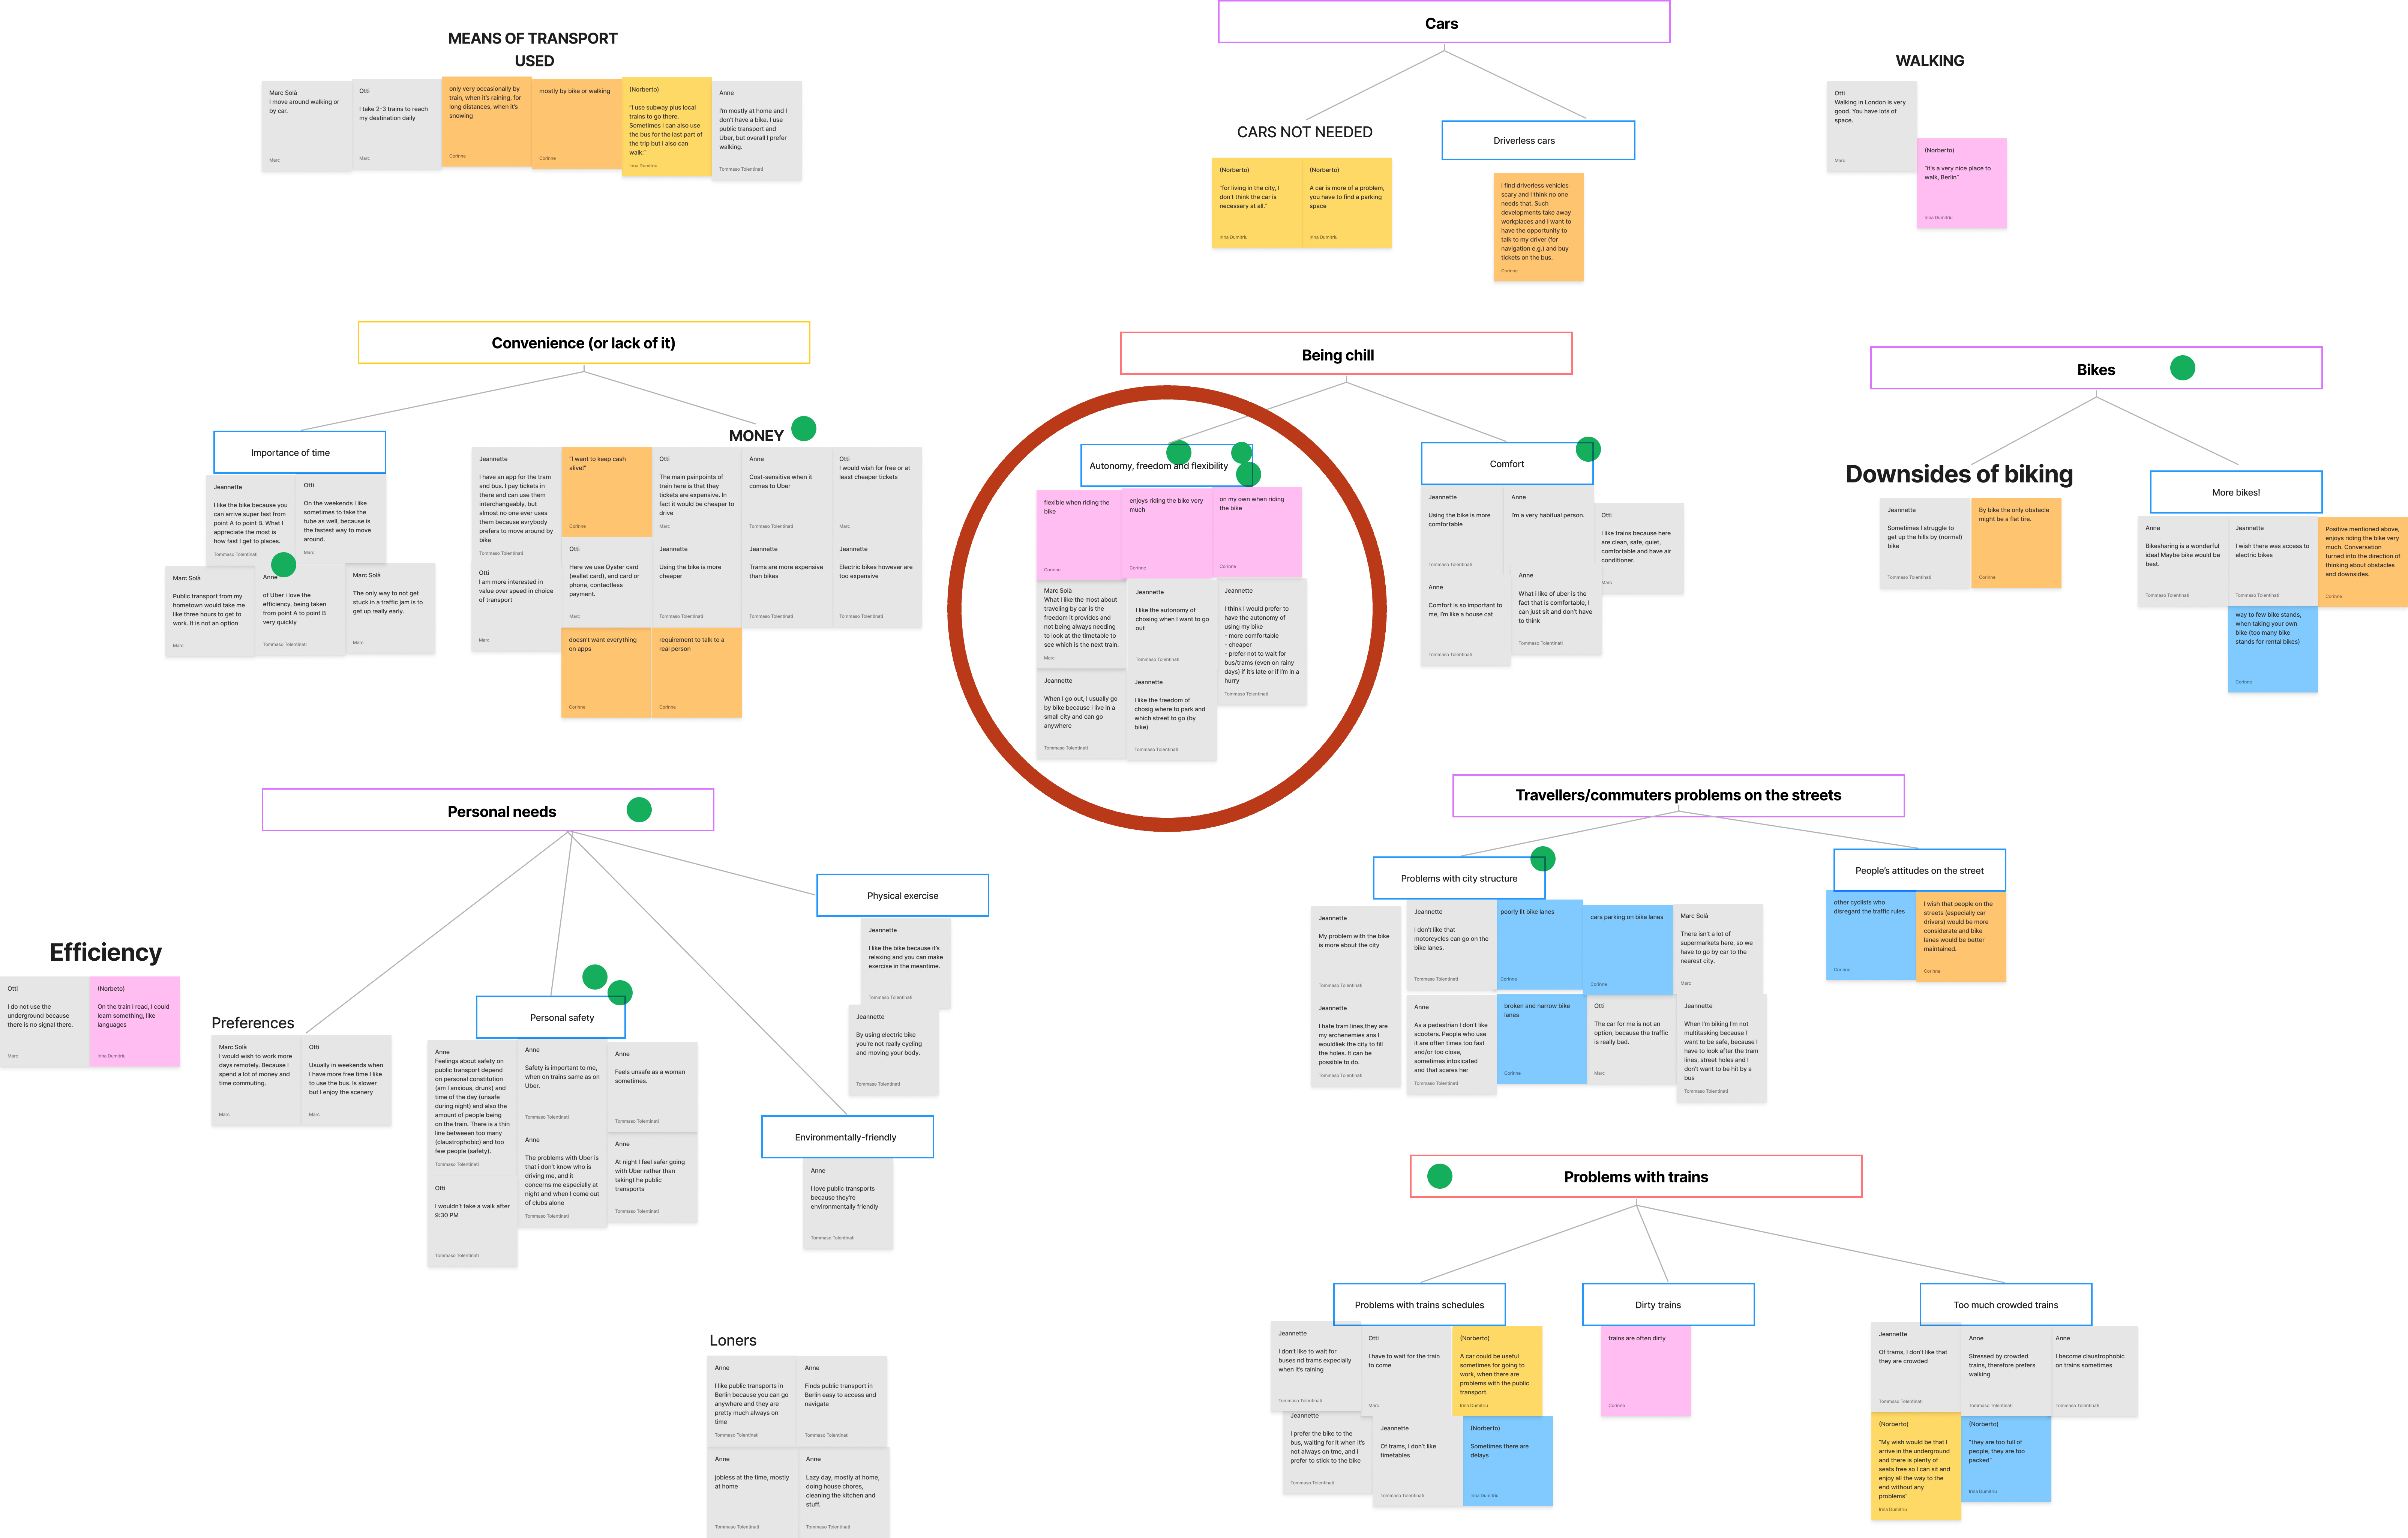 MEANS OF TRANSPORT
USED
Marc Solà
I move around walking or
by car.
Marc
Otti
I take 2-3 trains to reach
my destination daily
Marc
only very occasionally by
train, when it's raining, for
long distances, when it's
snowing
Corinne
mostly by bike or walking
Corinne
(Norberto)
"I use subway plus local
trains to go there.
Sometimes I can also use
the bus for the last part of
the trip but I also can
walk."
Irina Dumitriu
Anne
I'm mostly at home and I
don't have a bike. I use
public transport and
Uber, but overall I prefer
walking.
Tommaso Tolentinati
Cars
CARS NOT NEEDED
(Norberto)
"for living in the city, I
don't think the car is
necessary at all."
Irina Dumitriu
(Norberto)
A car is more of a problem,
you have to find a parking
space
Irina Dumitriu
Driverless cars
I find driverless vehicles
scary and I think no one
needs that. Such
developments take away
workplaces and I want to
have the opportunity to
talk to my driver (for
navigation e.g.) and buy
tickets on the bus.
Corinne
WALKING
Otti
Walking in London is very
good. You have lots of
space.
Marc
(Norberto)
"it's a very nice place to
walk, Berlin"
Irina Dumitriu
Convenience (or lack of it)
Importance of time
Jeannette
I like the bike because you
can arrive super fast from
point A to point B. What I
appreciate the most is
how fast I get to places.
Tommaso Tolentinati
Otti
On the weekends I like
sometimes to take the
tube as well, because is
the fastest way to move
around.
Marc
Marc Solà
Public transport from my
hometown would take me
like three hours to get to
work. It is not an option
Marc
Anne
of Uber i love the
efficiency, being taken
from point A to point B
very quickly
Tommaso Tolentinati
Marc Solà
The only way to not get
stuck in a traffic jam is to
get up really early.
Marc
MONEY
Jeannette
I have an app for the tram
and bus. I pay tickets in
there and can use them
interchangeably, but
almost no one ever uses
them because evrybody
prefers to move around by
bike
Tommaso Tolentinati
"I want to keep cash
alive!"
Corinne
Otti
The main painpoints of
train here is that they
tickets are expensive. In
fact it would be cheaper to
drive
Marc
Anne
Cost-sensitive when it
comes to Uber
Tommaso Tolentinati
Otti
I would wish for free or at
least cheaper tickets
Marc
Otti
I am more interested in
value over speed in choice
of transport
Marc
Otti
Here we use Oyster card
(wallet card), and card or
phone, contactless
payment.
Marc
Jeannette
Using the bike is more
cheaper
Tommaso Tolentinati
Jeannette
Trams are more expensive
than bikes
Tommaso Tolentinati
Jeannette
Electric bikes however are
too expensive
Tommaso Tolentinati
doesn't want everything
on apps
Corinne
requirement to talk to a
real person
Corinne
Being chill
Autonomy, freedom and flexibility
flexible when riding the
bike
Corinne
enjoys riding the bike very
much
Corinne
on my own when riding
the bike
Corinne
Marc Solà
What I like the most about
traveling by car is the
freedom it provides and
not being always needing
to look at the timetable to
see which is the next train.
Marc
Jeannette
I like the autonomy of
chosing when I want to go
out
Tommaso Tolentinati
Jeannette
I think I would prefer to
have the autonomy of
using my bike
- more comfortable
- cheaper
- prefer not to wait for
bus/trams (even on rainy
days) if it's late or if I'm in a
hurry
Tommaso Tolentinati
Jeannette
When I go out, I usually go
by bike because I live in a
small city and can go
anywhere
Tommaso Tolentinati
Jeannette
I like the freedom of
chosig where to park and
which street to go (by
bike)
Tommaso Tolentinati
Comfort
Jeannette
Using the bike is more
comfortable
Tommaso Tolentinati
Anne
I'm a very habitual person.
Otti
I like trains because here
are clean, safe, quiet,
comfortable and have air
conditioner.
Marc
Anne
Comfort is so important to
me, I'm like a house cat
Tommaso Tolentinati
Anne
What i like of uber is the
fact that is comfortable, I
can just sit and don't have
to think
Tommaso Tolentinati
Bikes
Downsides of biking
Jeannette
Sometimes I struggle to
get up the hills by (normal)
bike
Tommaso Tolentinati
By bike the only obstacle
might be a flat tire.
Corinne
More bikes!
Anne
Bikesharing is a wonderful
idea! Maybe bike would be
best.
Tommaso Tolentinati
Jeannette
I wish there was access to
electric bikes
Tommaso Tolentinati
Positive mentioned above,
enjoys riding the bike very
much. Conversation
turned into the direction of
thinking about obstacles
and downsides.
Corinne
way to few bike stands,
when taking your own
bike (too many bike
stands for rental bikes)
Corinne
Personal needs
Efficiency
Otti
I do not use the
underground because
there is no signal there.
Marc
(Norbeto)
On the train I read, I could
learn something, like
languages
Irina Dumitriu
Preferences
Marc Solà
I would wish to work more
days remotely. Because I
spend a lot of money and
time commuting.
Marc
Otti
Usually in weekends when
I have more free time I like
to use the bus. Is slower
but I enjoy the scenery
Marc
Personal safety
Anne
Feelings about safety on
public transport depend
on personal constitution
(am I anxious, drunk) and
time of the day (unsafe
during night) and also the
amount of people being
on the train. There is a thin
line betweeen too many
(claustrophobic) and too
few people (safety).
Tommaso Tolentinati
Anne
Safety is important to me,
when on trains same as on
Uber.
Tommaso Tolentinati
Anne
Feels unsafe as a woman
sometimes.
Tommaso Tolentinati
Otti
I wouldn't take a walk after
9:30 PM
Tommaso Tolentinati
Anne
The problems with Uber is
that i don't know who is
driving me, and it
concerns me especially at
night and when I come out
of clubs alone
Tommaso Tolentinati
Anne
At night I feel safer going
with Uber rather than
takingt he public
transports
Tommaso Tolentinati
Physical exercise
Jeannette
I like the bike because it's
relaxing and you can make
exercise in the meantime.
Tommaso Tolentinati
Jeannette
By using electric bike
you're not really cycling
and moving your body.
Tommaso Tolentinati
Environmentally-friendly
Anne
I love public transports
because they're
environmentally friendly
Tommaso Tolentinati
Travellers/commuters problems on the streets
Problems with city structure
Jeannette
My problem with the bike
is more about the city
Tommaso Tolentinati
Jeannette
I don't like that
motorcycles can go on the
bike lanes.
Tommaso Tolentinati
poorly lit bike lanes
Corinne
cars parking on bike lanes
Corinne
Marc Solà
There isn't a lot of
supermarkets here, so we
have to go by car to the
nearest city.
Marc
Jeannette
I hate tram lines,they are
my archenemies ans I
wouldliek the city to fill
the holes. It can be
possible to do.
Tommaso Tolentinati
Anne
As a pedestrian I don't like
scooters. People who use
it are often times too fast
and/or too close,
sometimes intoxicated
and that scares her
Tommaso Tolentinati
broken and narrow bike
lanes
Corinne
Otti
The car for me is not an
option, because the traffic
is really bad.
Marc
Jeannette
When I'm biking I'm not
multitasking because I
want to be safe, because I
have to look after the tram
lines, street holes and I
don't want to be hit by a
bus
Tommaso Tolentinati
People's attitudes on the street
other cyclists who
disregard the traffic rules
Corinne
I wish that people on the
streets (especially car
drivers) would be more
considerate and bike
lanes would be better
maintained.
Corinne
Problems with trains
Problems with trains schedules
Jeannette
I don't like to wait for
buses nd trams expecially
when it's raining
Tommaso Tolentinati
Otti
I have to wait for the train
to come
Marc
(Norberto)
A car could be useful
sometimes for going to
work, when there are
problems with the public
transport.
Irina Dumitriu
Jeannette
I prefer the bike to the
bus, waiting for it when it's
not always on tme, and i
prefer to stick to the bike
Tommaso Tolentinati
Jeannette
Of trams, I don't like
timetables
Tommaso Tolentinati
(Norberto)
Sometimes there are
delays
Irina Dumitriu
Dirty trains
trains are often dirty
Corinne
Too much crowded trains
Jeannette
Of trams, I don't like that
they are crowded
Tommaso Tolentinati
Anne
Stressed by crowded
trains, therefore prefers
walking
Tommaso Tolentinati
Anne
I become claustrophobic
on trains sometimes
Tommaso Tolentinati
(Norberto)
"My wish would be that I
arrive in the underground
and there is plenty of
seats free so I can sit and
enjoy all the way to the
end without any
problems"
Irina Dumitriu
(Norberto)
"they are too full of
people, they are too
packed"
Irina Dumitriu
Loners
Anne
I like public transports in
Berlin because you can go
anywhere and they are
pretty much always on
time
Tommaso Tolentinati
Anne
Finds public transport in
Berlin easy to access and
navigate
Tommaso Tolentinati
Anne
jobless at the time, mostly
at home
Tommaso Tolentinati
Anne
Lazy day, mostly at home,
doing house chores,
cleaning the kitchen and
stuff.
Tommaso Tolentinati